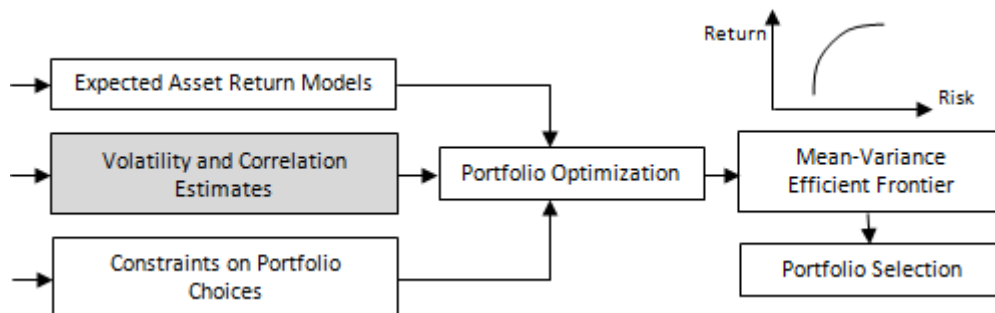 Return
Risk
Expected Asset Return Models
Volatility and Correlation
Estimates
Constraints on Portfolio
Choices
Portfolio Optimization
Mean-Variance
Efficient Frontier
Portfolio Selection